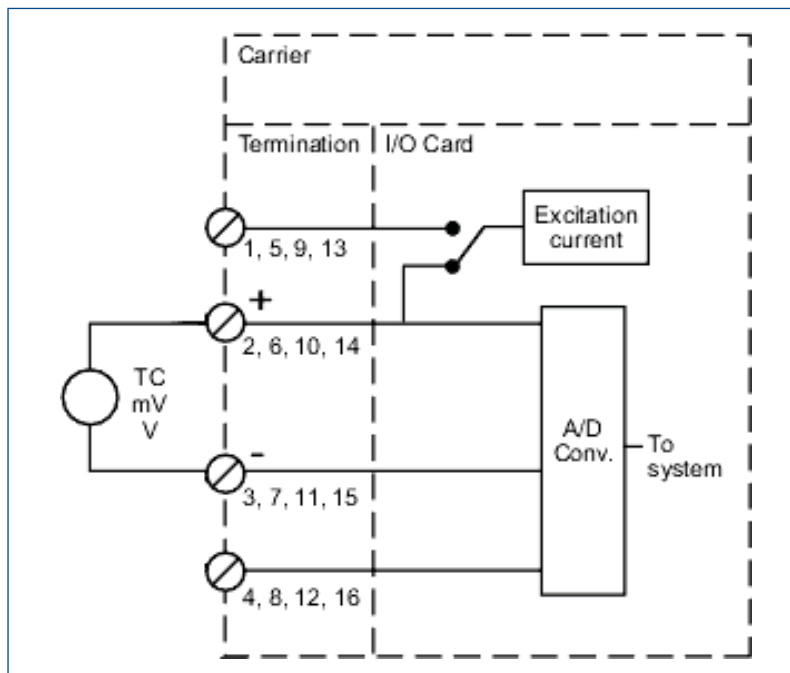 Carrier
Termination
I/O Card
Excitation
current
1, 5, 9, 13
+
2, 6, 10, 14
TC
mV
V
A/D
Conv.
To
system
-
3, 7, 11, 15
4, 8, 12, 16